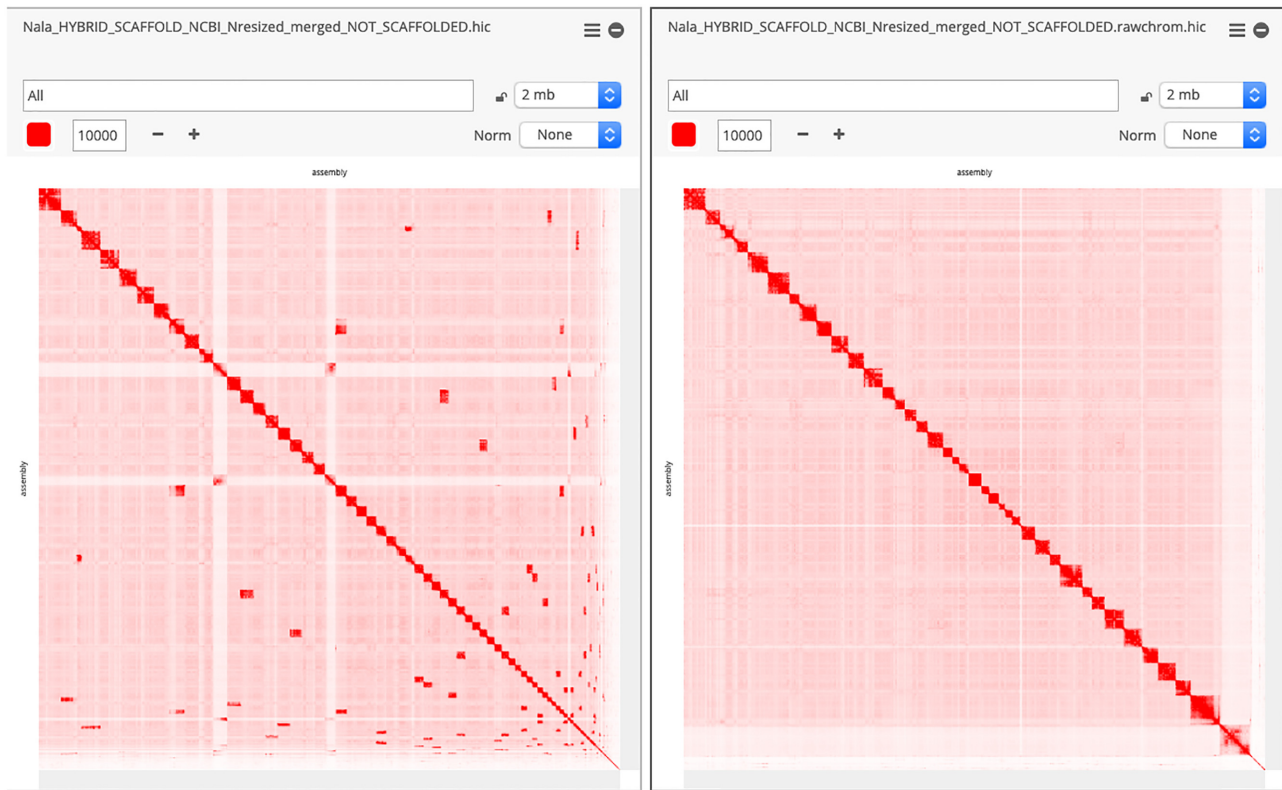 Nala_HYBRID_SCAFFOLD_NCBI_Nresized_merged_NOT_SCAFFOLDED.hic
All
2 mb
10000
Norm
None
assembly
assembly
Nala_HYBRID_SCAFFOLD_NCBI_Nresized_merged_NOT_SCAFFOLDED.rawchrom.hic
All
2 mb
10000
Norm
None
assembly
assembly